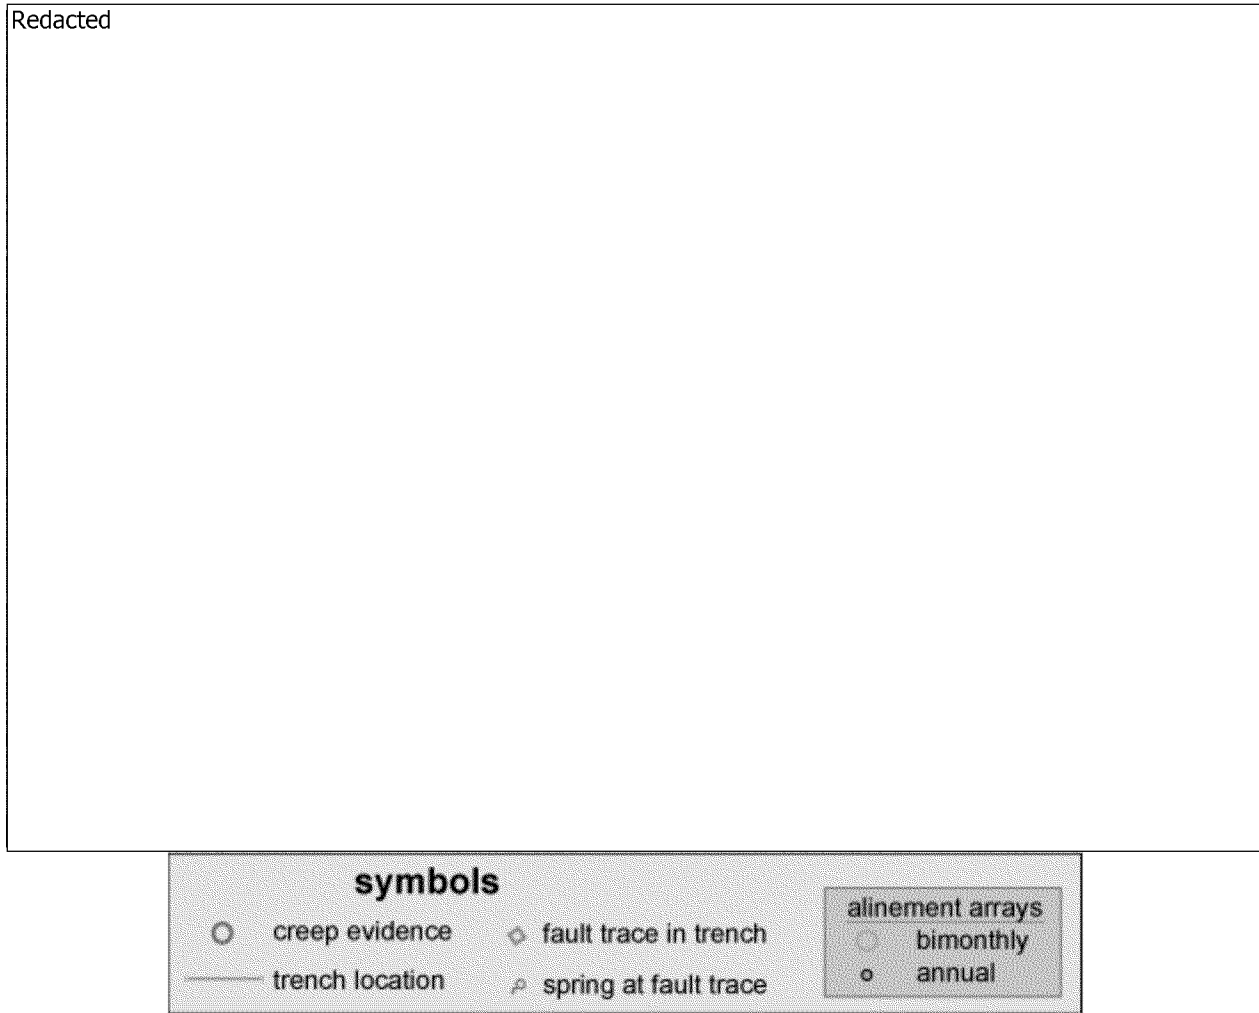 Redacted
symbols
creep evidence
fault trace in trench
trench location
spring at fault trace
alinement arrays
bimonthly
annual